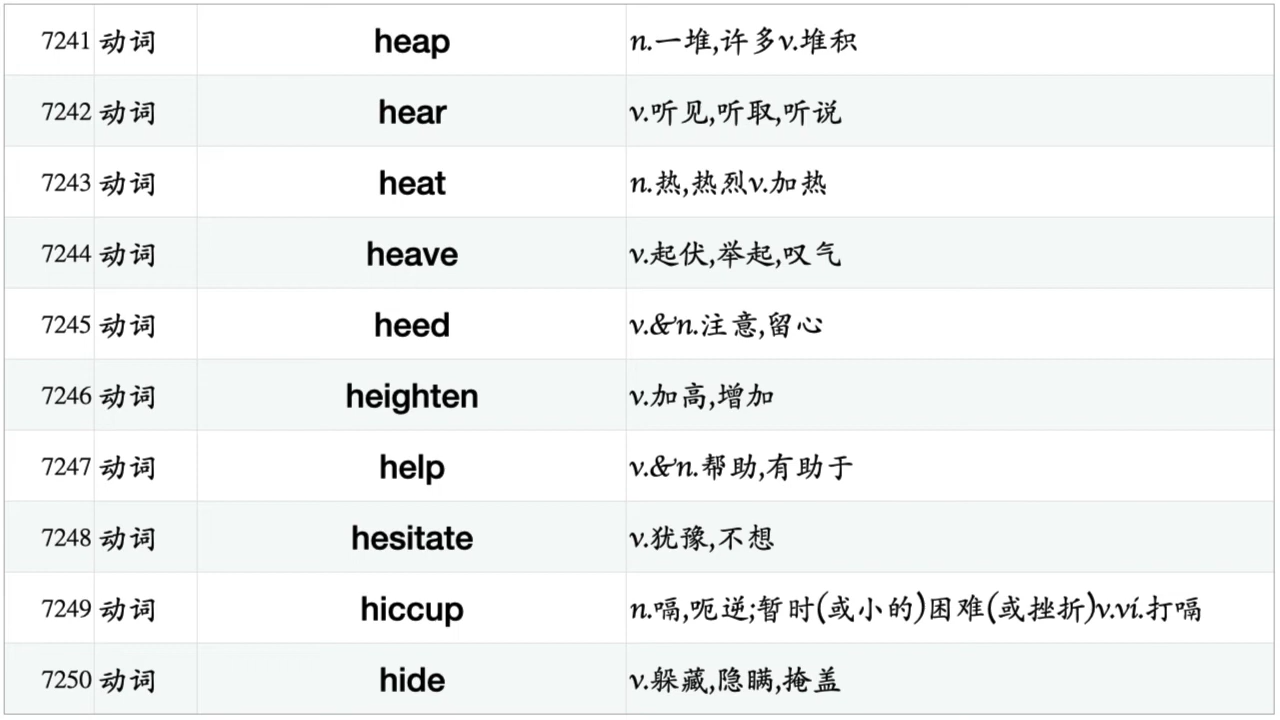 7241 动词 heap n.一堆,许多v.堆积
7242 动词 hear v.听见,听取,听说
7243 动词 heat n.热,热烈v.加热
7244 动词 heave v.起伏,举起,叹气
7245 动词 heed v.&n.注意,留心
7246 动词 heighten v.加高,增加
7247 动词 help v.&n.帮助,有助于
7248 动词 hesitate v.犹豫,不想
7249 动词 hiccup n.嗝,呃逆;暂时(或小的)困难(或挫折)v.vi.打嗝
7250 动词 hide v.躲藏,隐瞒,掩盖